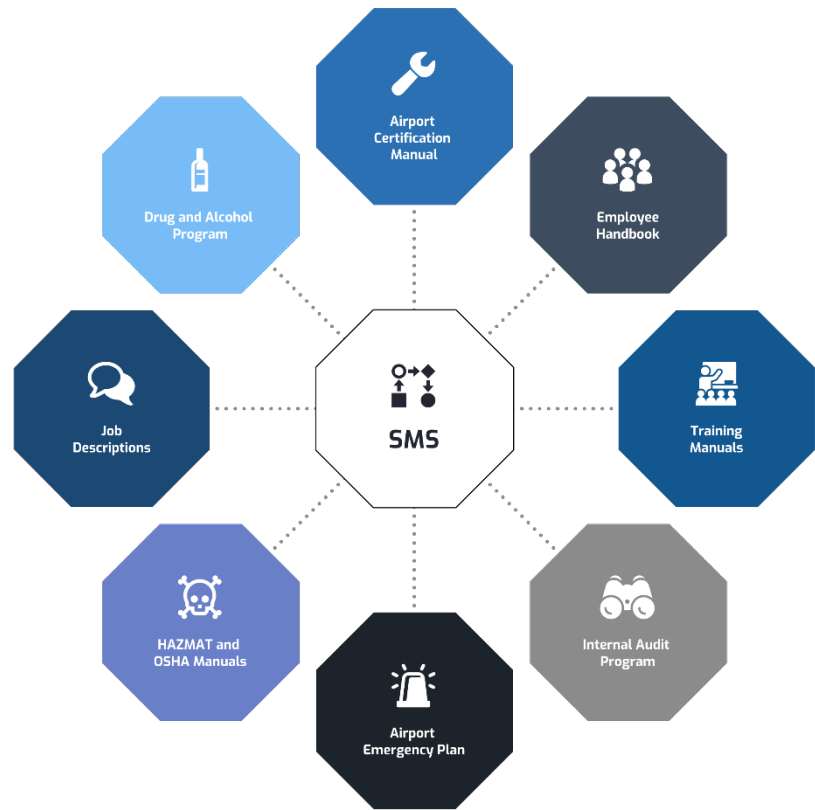 Airport
Certification
Manual
Drug and Alcohol
Program
Employee
Handbook
Job
Descriptions
SMS
Training
Manuals
HAZMAT and
OSHA Manuals
Internal Audit
Program
Airport
Emergency Plan